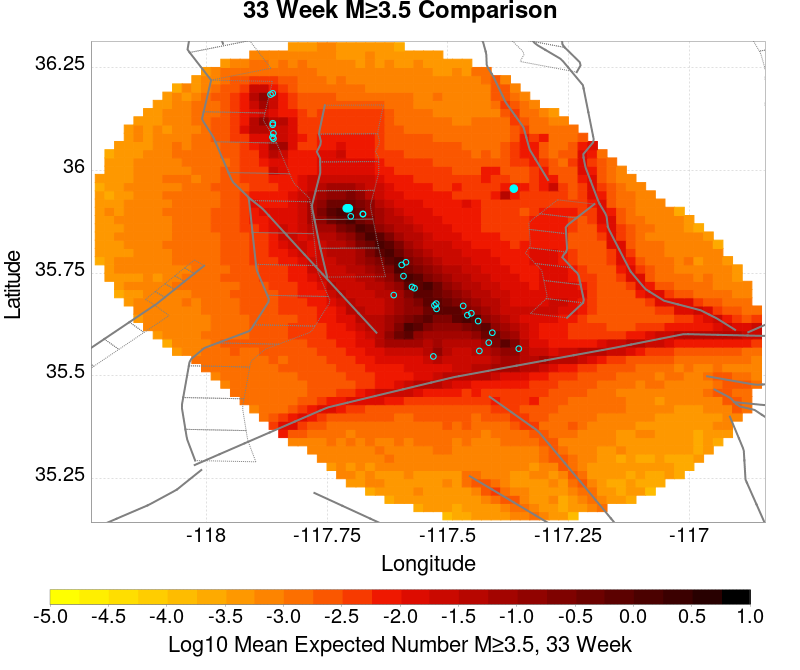 33 Week M≥3.5 Comparison
36.25
36
35.75
35.5
35.25
Latitude
-118 -117.75 -117.5 -117.25 -117
Longitude
-5.0 -4.5 -4.0 -3.5 -3.0 -2.5 -2.0 -1.5 -1.0 -0.5 0.0 0.5 1.0
Log10 Mean Expected Number M≥3.5, 33 Week